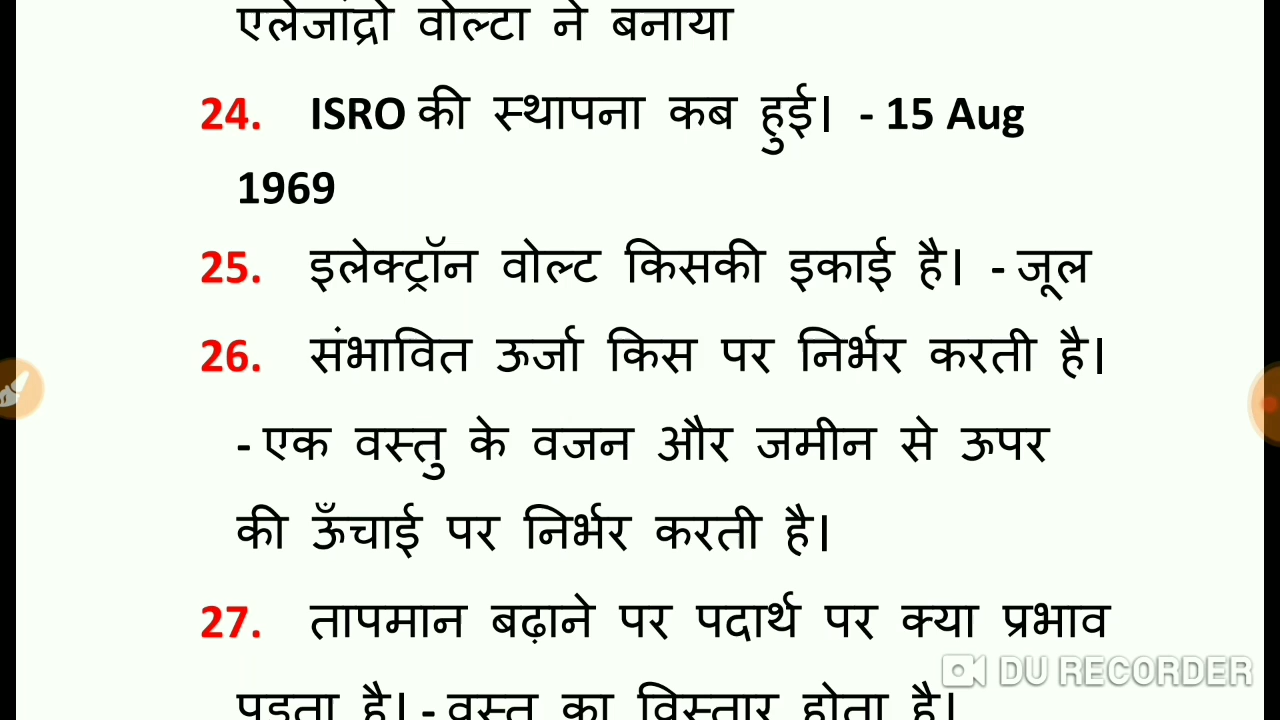 एलेजांद्रो वोल्टा ने बनाया
24. ISRO की स्थापना कब हुई। - 15 Aug
1969
25. इलेक्ट्रॉन वोल्ट किसकी इकाई है। - जूल
26. संभावित ऊर्जा किस पर निर्भर करती है।
- एक वस्तु के वजन और जमीन से ऊपर
की ऊँचाई पर निर्भर करती है।
27. तापमान बढ़ाने पर पदार्थ पर क्या प्रभाव
पड़ता है। - वस्तु का विस्तार होता है।
DU RECORDER